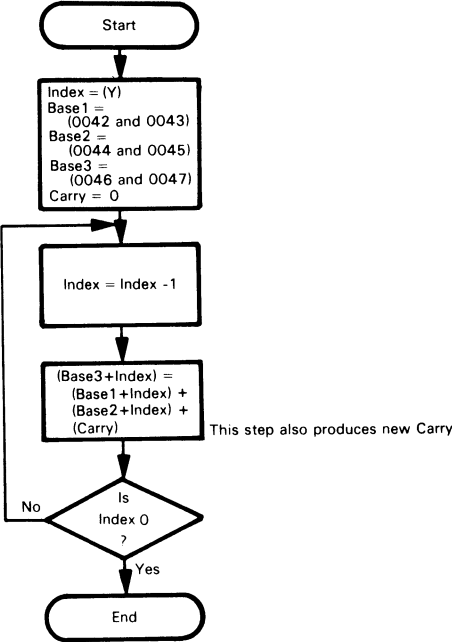 Start
Index = (Y)
Base1 =
(0042 and 0043)
Base2 =
(0044 and 0045)
Base3 =
(0046 and 0047)
Carry = 0
Index = Index -1
(Base3+Index) =
(Base1+Index) +
(Base2+Index) +
(Carry)
This step also produces new Carry
Is
Index 0
?
No
Yes
End